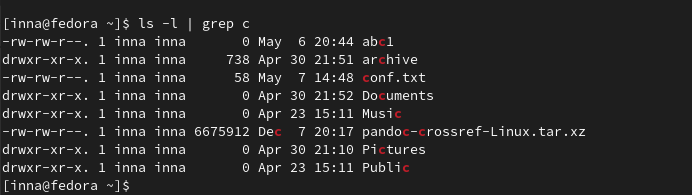 [inna@fedora ~]$ ls -l | grep c
-rw-rw-r--. 1 inna inna       0 May  6 20:44 abc1
drwxr-xr-x. 1 inna inna     738 Apr 30 21:51 archive
-rw-rw-r--. 1 inna inna      58 May  7 14:48 conf.txt
drwxr-xr-x. 1 inna inna       0 Apr 30 21:52 Documents
drwxr-xr-x. 1 inna inna       0 Apr 23 15:11 Music
-rw-rw-r--. 1 inna inna 6675912 Dec  7 20:17 pandoc-crossref-Linux.tar.xz
drwxr-xr-x. 1 inna inna       0 Apr 30 21:10 Pictures
drwxr-xr-x. 1 inna inna       0 Apr 23 15:11 Public
[inna@fedora ~]$